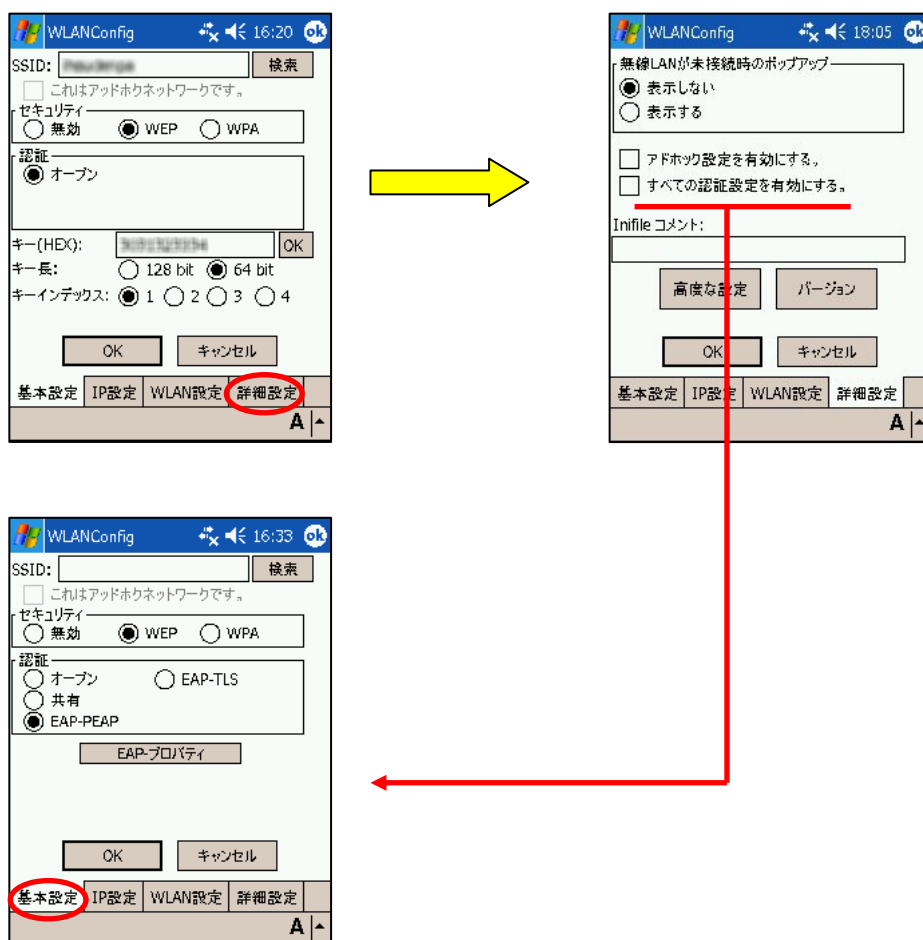 WLANConfig 16:20 ok
SSID: 検索
これはアッドホクネットワークです。
セキュリティ
無効 WEP WPA
認証
オープン
キー(HEX): OK
キー長: 128 bit 64 bit
キーインデックス: 1 2 3 4
OK キャンセル
基本設定 IP設定 WLAN設定 詳細設定
A
WLANConfig 18:05 ok
無線LANが未接続時のポップアップ
表示しない
表示する
アドホック設定を有効にする。
すべての認証設定を有効にする。
Inifile コメント:
高度な設定 バージョン
OK キャンセル
基本設定 IP設定 WLAN設定 詳細設定
A
WLANConfig 16:33 ok
SSID: 検索
これはアッドホクネットワークです。
セキュリティ
無効 WEP WPA
認証
オープン EAP-TLS
共有
EAP-PEAP
EAP-プロパティ
OK キャンセル
基本設定 IP設定 WLAN設定 詳細設定
A